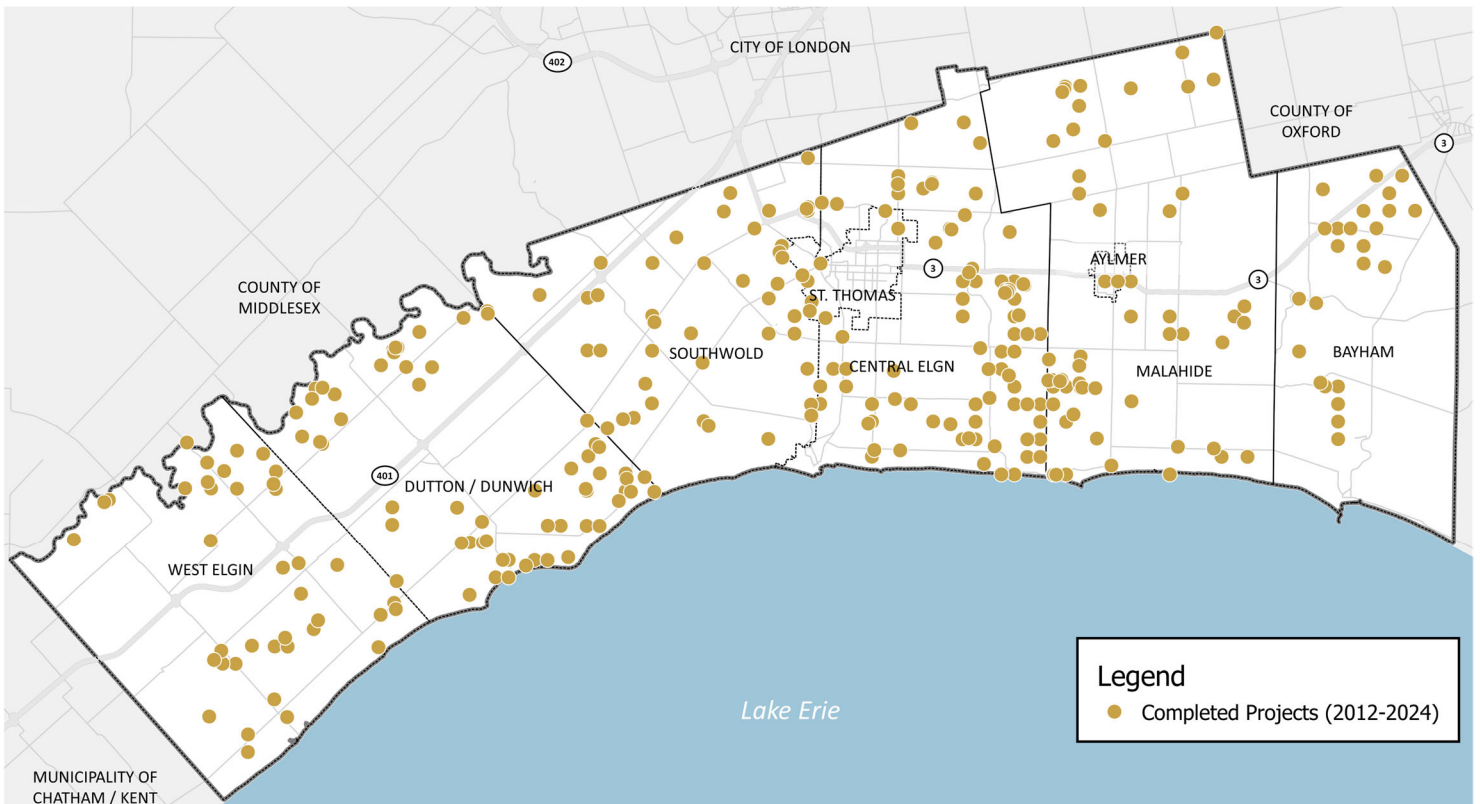 CITY OF LONDON
402
COUNTY OF
OXFORD
3
COUNTY OF
MIDDLESEX
AYLMER
3
3
ST. THOMAS
SOUTHWOLD
CENTRAL ELGN
MALAHIDE
BAYHAM
401
DUTTON / DUNWICH
WEST ELGIN
Legend
Completed Projects (2012-2024)
Lake Erie
MUNICIPALITY OF
CHATHAM / KENT